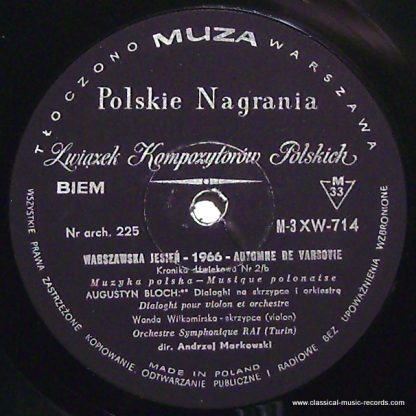 TŁOCZONO MUZA WARSZAWA
Polskie Nagrania
Związek Kompozytorów Polskich
BIEM
M
33
Nr arch. 225
M-3 XW-714
WARSZAWSKA JESIEŃ - 1966 - AUTOMNE DE VARSOVIE
Kronika dźwiękowa Nr 2/b
Muzyka polska — Musique polonaise
AUGUSTYN BLOCH:** Dialoghi na skrzypce i orkiestrę
Dialoghi pour violon et orchestre
Wanda Wiłkomirska - skrzypce (violon)
Orchestre Symphonique RAI (Turin)
dir. Andrzej Markowski
MADE IN POLAND
WSZYSTKIE PRAWA ZASTRZEŻONE KOPIOWANIE ODTWARZANIE PUBLICZNE I RADIOWE BEZ UPOWAŻNIENIA WZBRONIONE
www.classical-music-records.com